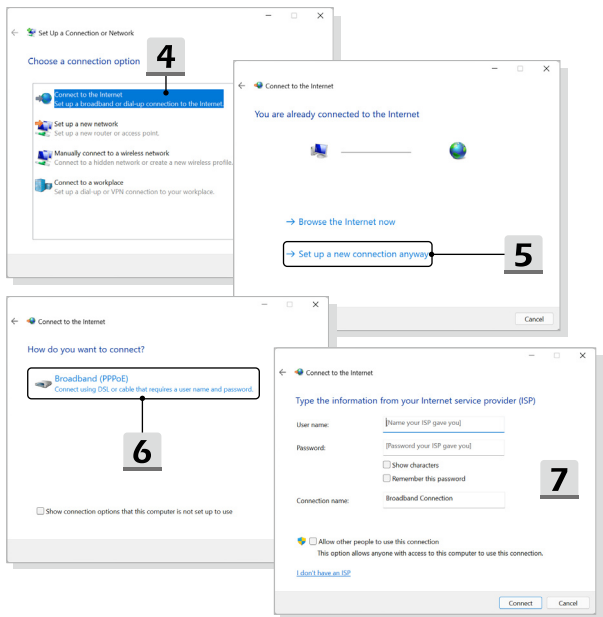 Set Up a Connection or Network
Choose a connection option
4
Connect to the Internet
Set up a broadband or dial-up connection to the Internet.
Set up a new network
Set up a new router or access point.
Manually connect to a wireless network
Connect to a hidden network or create a new wireless profile.
Connect to a workplace
Set up a dial-up or VPN connection to your workplace.
Connect to the Internet
You are already connected to the Internet
→ Browse the Internet now
→ Set up a new connection anyway
5
Cancel
Connect to the Internet
How do you want to connect?
Broadband (PPPoE)
Connect using DSL or cable that requires a user name and password.
6
Show connection options that this computer is not set up to use
Connect to the Internet
Type the information from your Internet service provider (ISP)
User name: [Name your ISP gave you]
Password: [Password your ISP gave you]
Show characters
Remember this password
7
Connection name: Broadband Connection
Allow other people to use this connection
This option allows anyone with access to this computer to use this connection.
I don't have an ISP
Connect Cancel